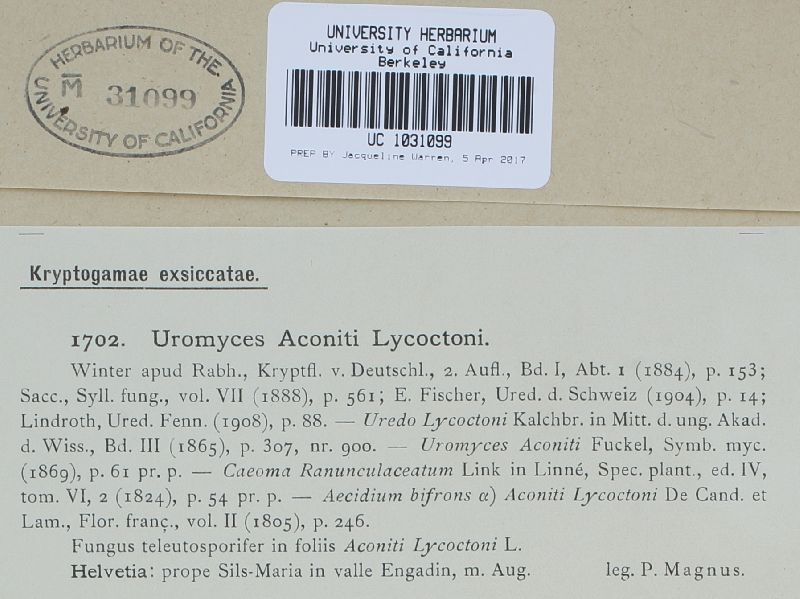 HERBARIUM OF THE
M 31099
UNIVERSITY OF CALIFORNIA
UNIVERSITY HERBARIUM
University of California
Berkeley
UC 1031099
PREP BY Jacqueline Warren, 5 Apr 2017
Kryptogamae exsiccatae.
1702. Uromyces Aconiti Lycoctoni.
Winter apud Rabh., Kryptfl. v. Deutschl., 2. Aufl., Bd. I, Abt. 1 (1884), p. 153;
Sacc., Syll. fung., vol. VII (1888), p. 561; E. Fischer, Ured. d. Schweiz (1904), p. 14;
Lindroth, Ured. Fenn. (1908), p. 88. — Uredo Lycoctoni Kalchbr. in Mitt. d. ung. Akad.
d. Wiss., Bd. III (1865), p. 307, nr. 900. — Uromyces Aconiti Fuckel, Symb. myc.
(1869), p. 61 pr. p. — Caeoma Ranunculaceatum Link in Linné, Spec. plant., ed. IV,
tom. VI, 2 (1824), p. 54 pr. p. — Aecidium bifrons α) Aconiti Lycoctoni De Cand. et
Lam., Flor. franç., vol. II (1805), p. 246.
Fungus teleutosporifer in foliis Aconiti Lycoctoni L.
Helvetia: prope Sils-Maria in valle Engadin, m. Aug. leg. P. Magnus.